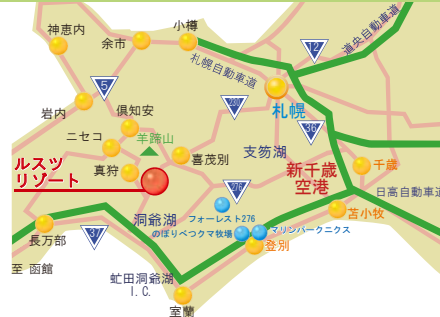 小樽
神恵内
余市
12
道央自動車道
札幌自動車道
5
岩内
倶知安
230
札幌
36
ニセコ
羊蹄山
支笏湖
喜茂別
ルスツ
リゾート
真狩
新千歳
空港
千歳
276
日高自動車道
洞爺湖
フォーレスト276
苫小牧
長万部
37
のぼりべつクマ牧場
マリンパークニクス
登別
至 函館
虻田洞爺湖
I.C.
室蘭